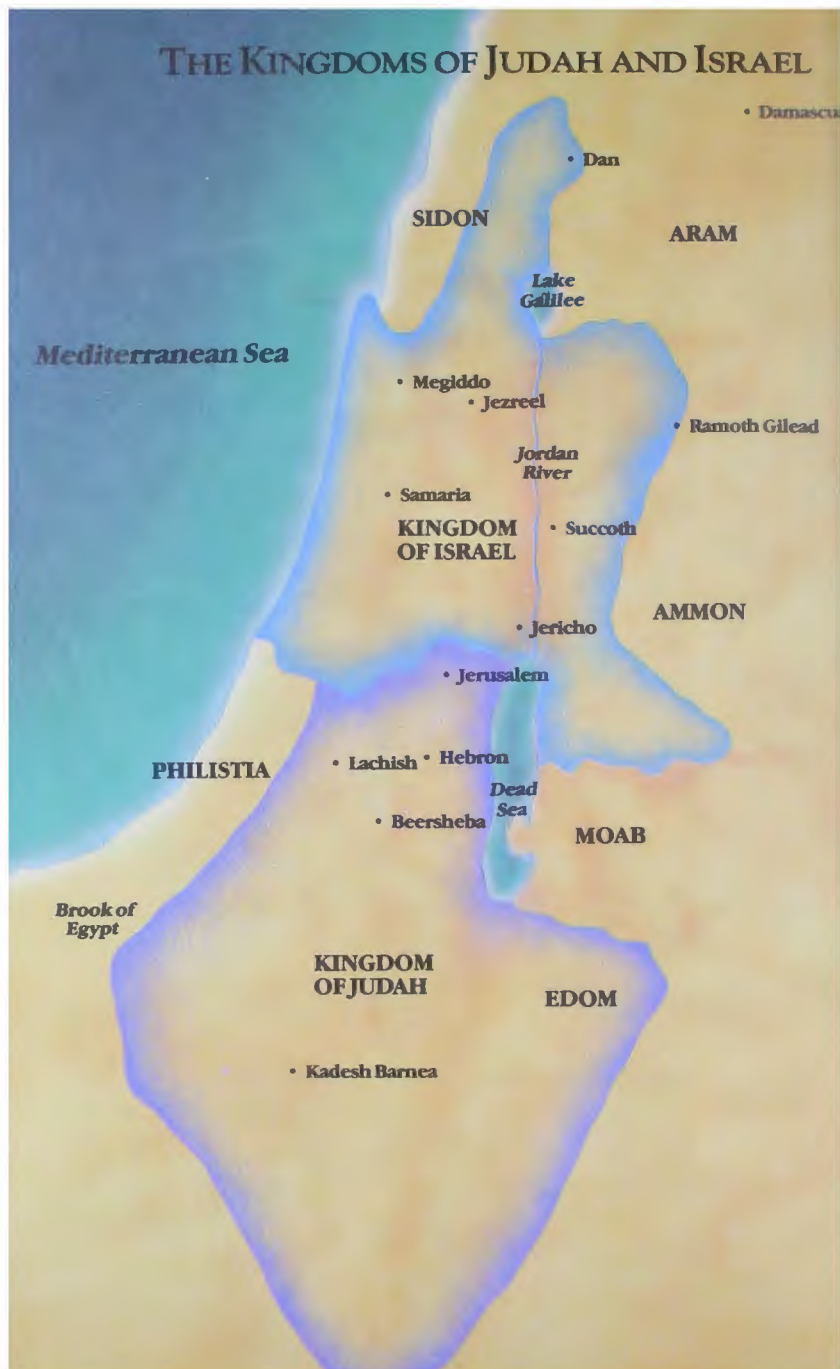 THE KINGDOMS OF JUDAH AND ISRAEL
Damascu
Dan
SIDON
ARAM
Lake
Galilee
Mediterranean Sea
Megiddo
Jezreel
Ramoth Gilead
Jordan
River
Samaria
KINGDOM
OF ISRAEL
Succoth
AMMON
Jericho
Jerusalem
PHILISTIA
Lachish
Hebron
Dead
Sea
Beersheba
MOAB
Brook of
Egypt
KINGDOM
OF JUDAH
EDOM
Kadesh Barnea